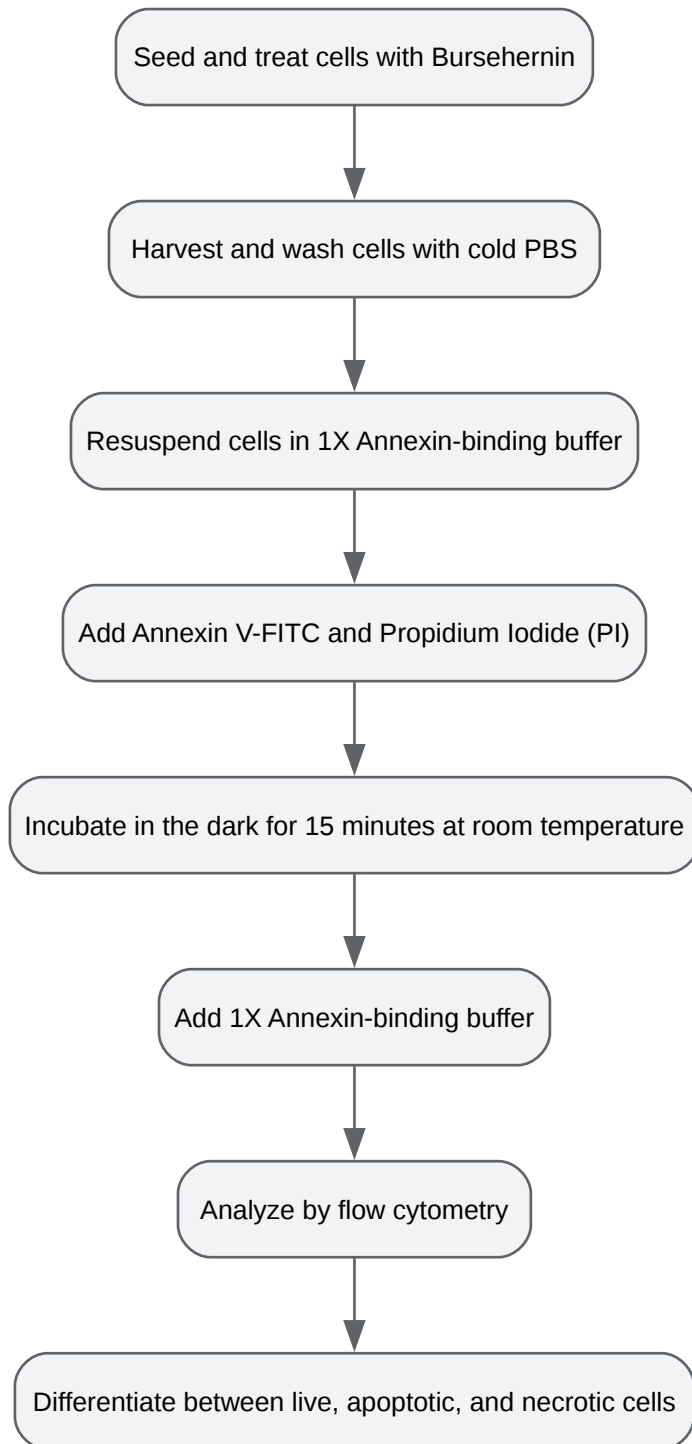 Seed and treat cells with Bursehernin
Harvest and wash cells with cold PBS
Resuspend cells in 1X Annexin-binding buffer
Add Annexin V-FITC and Propidium Iodide (PI)
Incubate in the dark for 15 minutes at room temperature
Add 1X Annexin-binding buffer
Analyze by flow cytometry
Differentiate between live, apoptotic, and necrotic cells